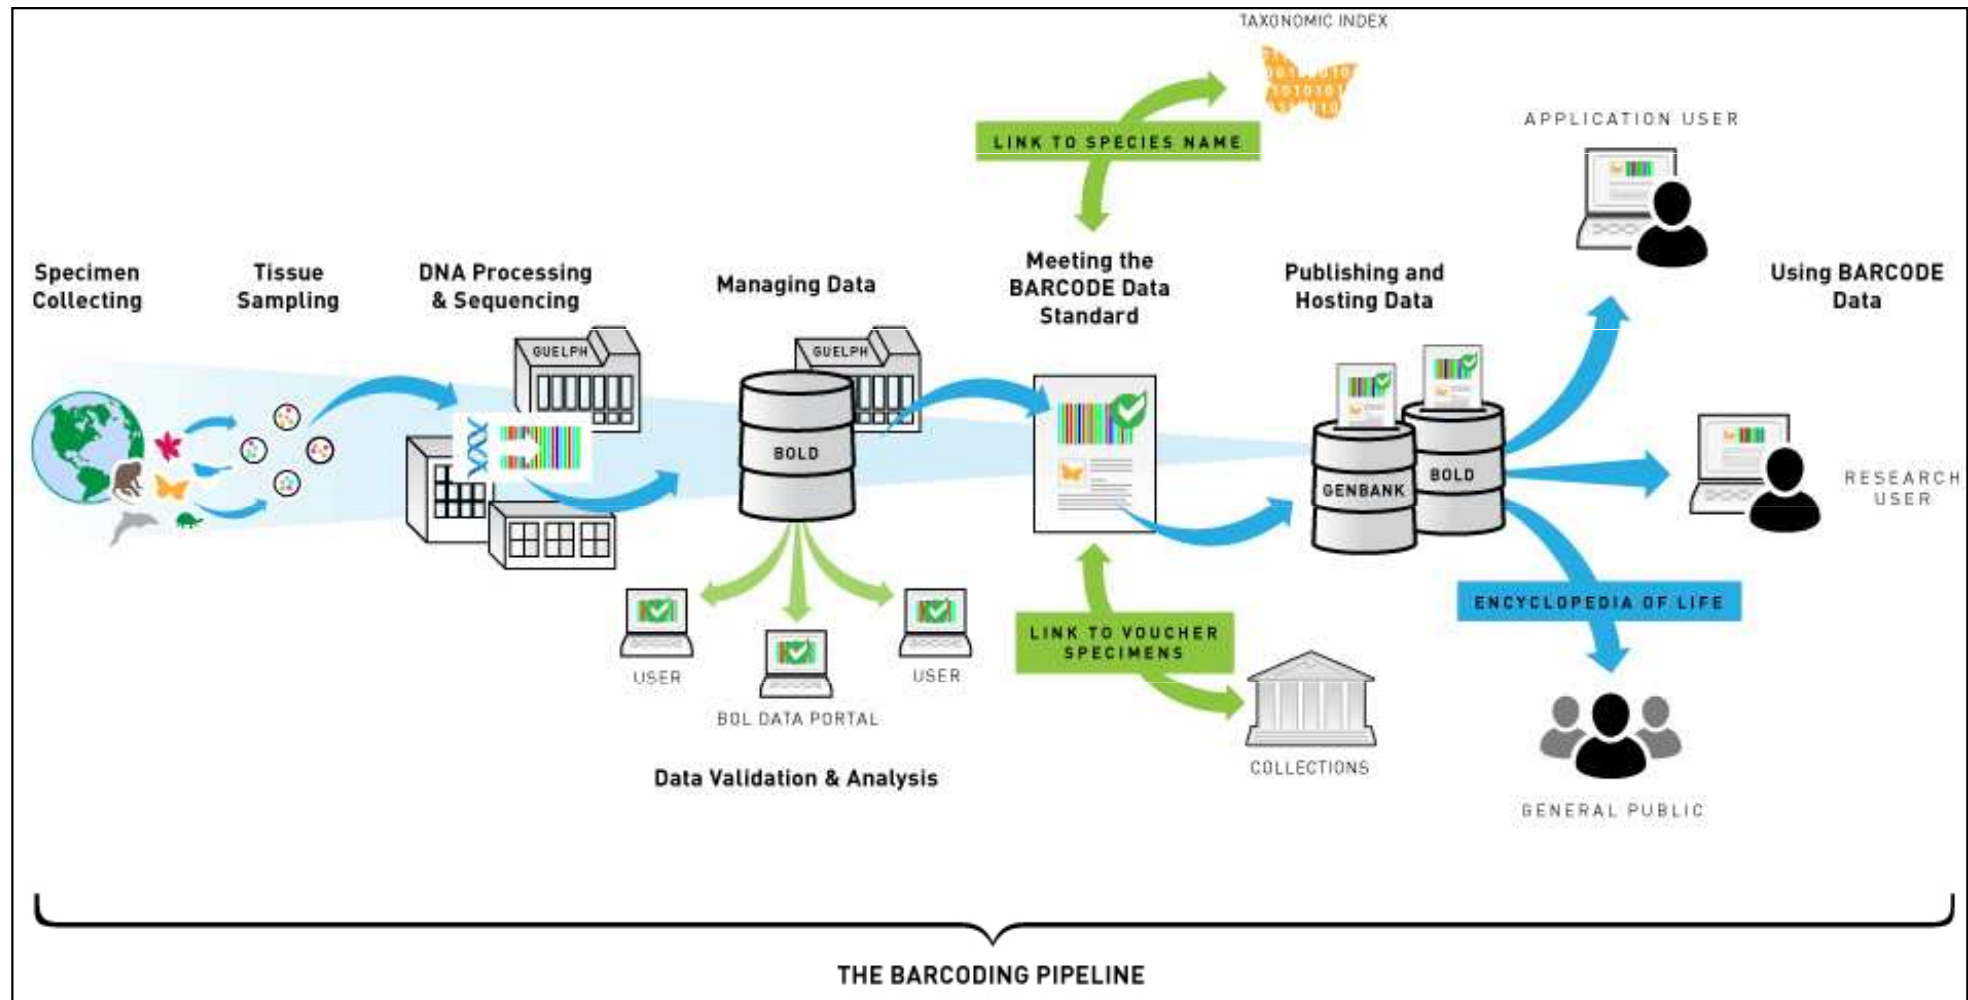 TAXONOMIC INDEX
LINK TO SPECIES NAME
APPLICATION USER
Specimen
Collecting
Tissue
Sampling
DNA Processing
& Sequencing
Managing Data
Meeting the
BARCODE Data
Standard
Publishing and
Hosting Data
Using BARCODE
Data
GUELPH
GUELPH
BOLD
GENBANK
BOLD
RESEARCH
USER
ENCYCLOPEDIA OF LIFE
LINK TO VOUCHER
SPECIMENS
USER
BOL DATA PORTAL
USER
Data Validation & Analysis
COLLECTIONS
GENERAL PUBLIC
THE BARCODING PIPELINE